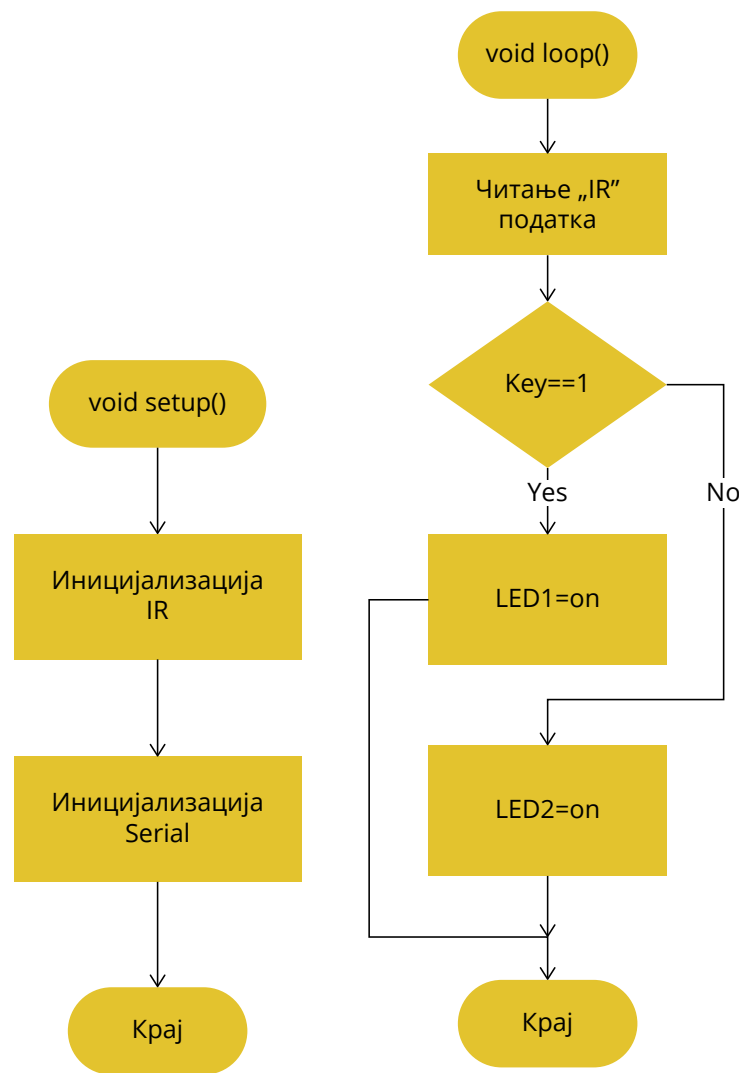 void setup()
Иницијализација
IR
Иницијализација
Serial
Крај
void loop()
Читање „IR”
податка
Key==1
Yes
No
LED1=on
LED2=on
Крај